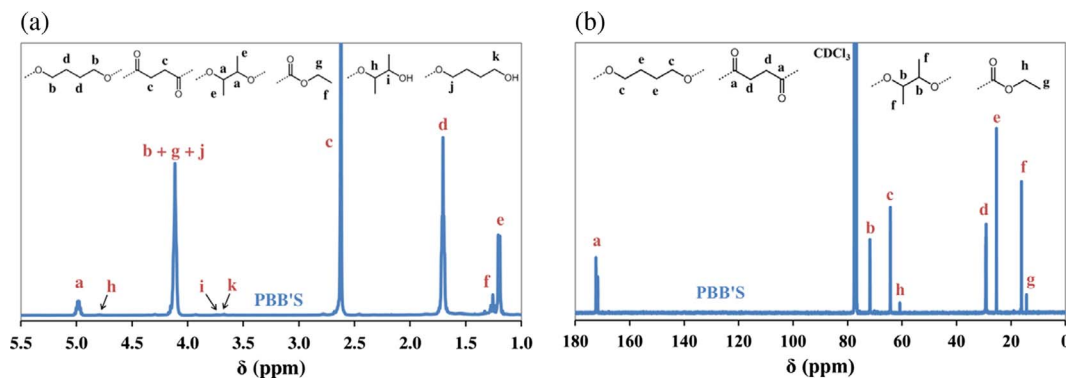 (a)
d b e g k
O O O c a O O O O h OH O OH
b d c O e a f i j
b + g + j
c
d
e
a
h
i
k
f
PBB'S
5.5 5.0 4.5 4.0 3.5 3.0 2.5 2.0 1.5 1.0
δ (ppm)
(b)
CDCl3
e c O d a f O h
O O b O O g
c e a d O f b
a
b
c
h
d
e
f
g
PBB'S
180 160 140 120 100 80 60 40 20 0
δ (ppm)